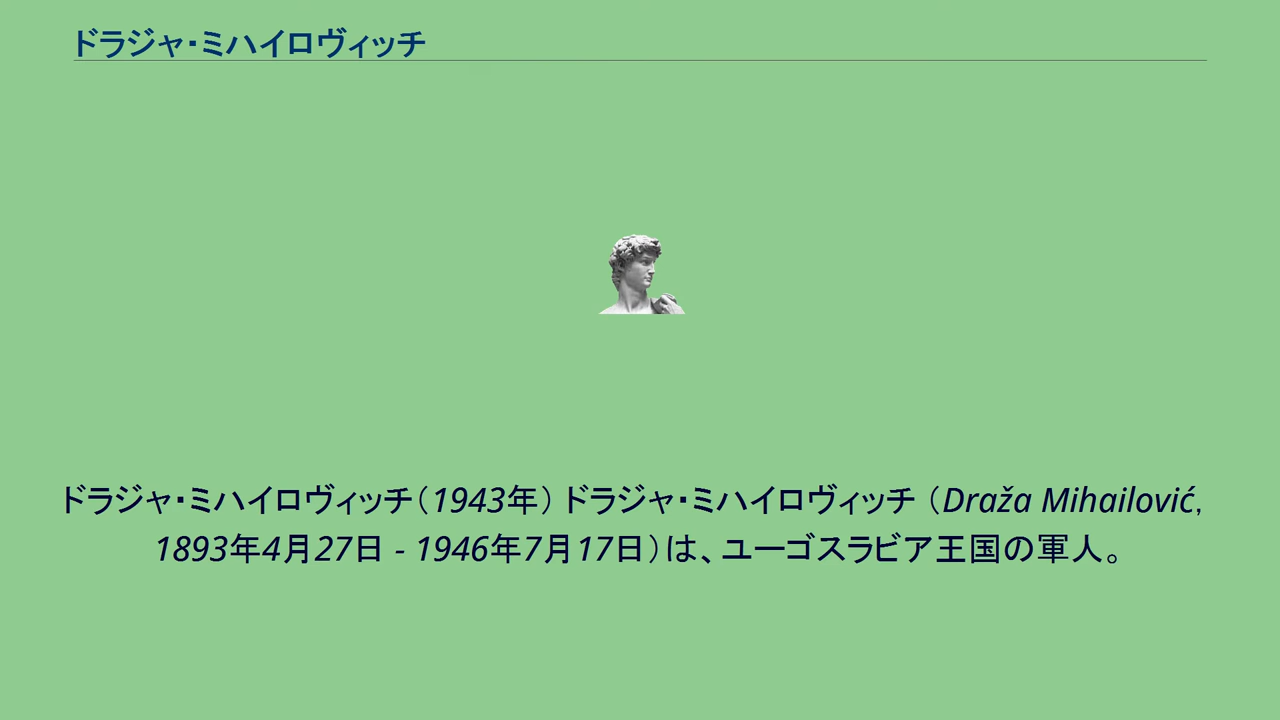 ドラジャ・ミハイロヴィッチ
ドラジャ・ミハイロヴィッチ（1943年） ドラジャ・ミハイロヴィッチ （Draža Mihailović,
1893年4月27日 - 1946年7月17日）は、ユーゴスラビア王国の軍人。